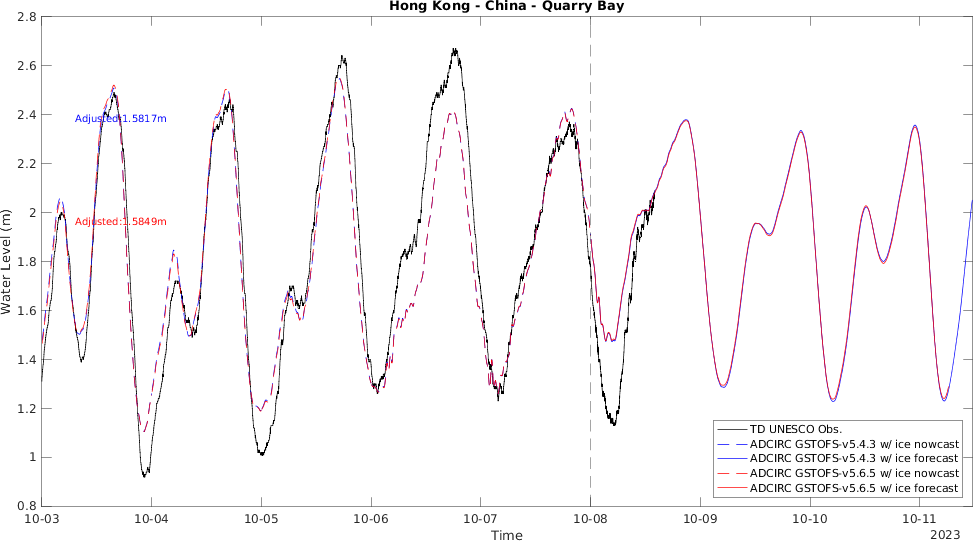 Hong Kong - China - Quarry Bay
2.8
2.6
2.4
2.2
2
1.8
1.6
1.4
1.2
1
0.8
Water Level (m)
Adjusted:1.5817m
Adjusted:1.5849m
TD UNESCO Obs.
ADCIRC GSTOFS-v5.4.3 w/ ice nowcast
ADCIRC GSTOFS-v5.4.3 w/ ice forecast
ADCIRC GSTOFS-v5.6.5 w/ ice nowcast
ADCIRC GSTOFS-v5.6.5 w/ ice forecast
10-03 10-04 10-05 10-06 10-07 10-08 10-09 10-10 10-11
Time
2023